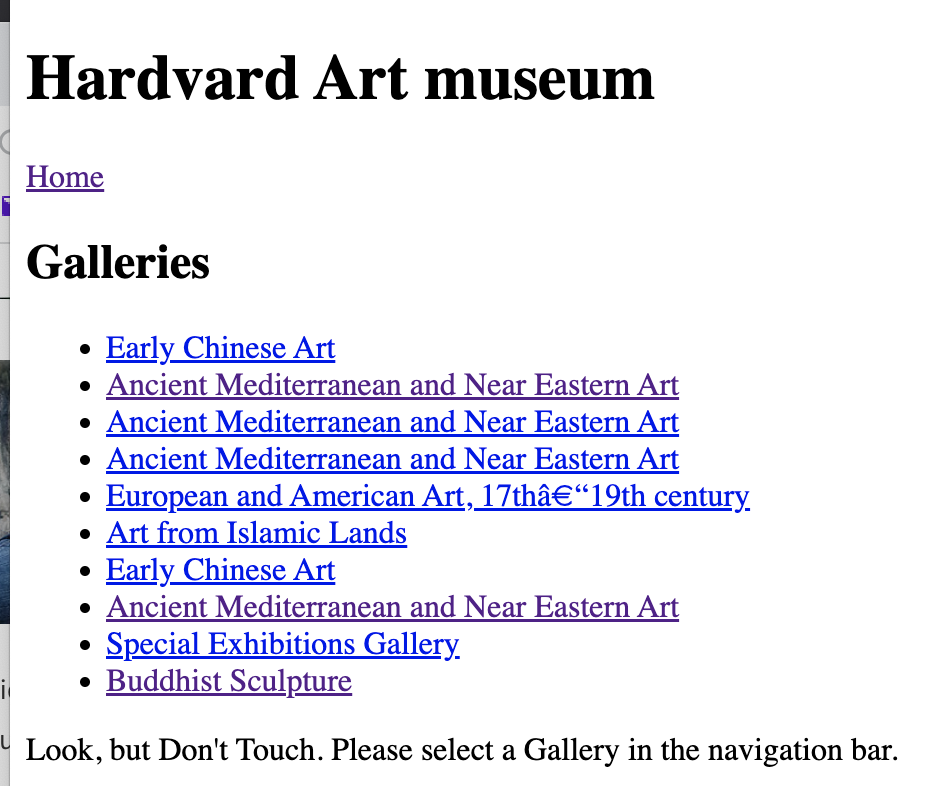 Hardvard Art museum
Home
Galleries
Early Chinese Art
Ancient Mediterranean and Near Eastern Art
Ancient Mediterranean and Near Eastern Art
Ancient Mediterranean and Near Eastern Art
European and American Art, 17thâ€“19th century
Art from Islamic Lands
Early Chinese Art
Ancient Mediterranean and Near Eastern Art
Special Exhibitions Gallery
Buddhist Sculpture
Look, but Don't Touch. Please select a Gallery in the navigation bar.